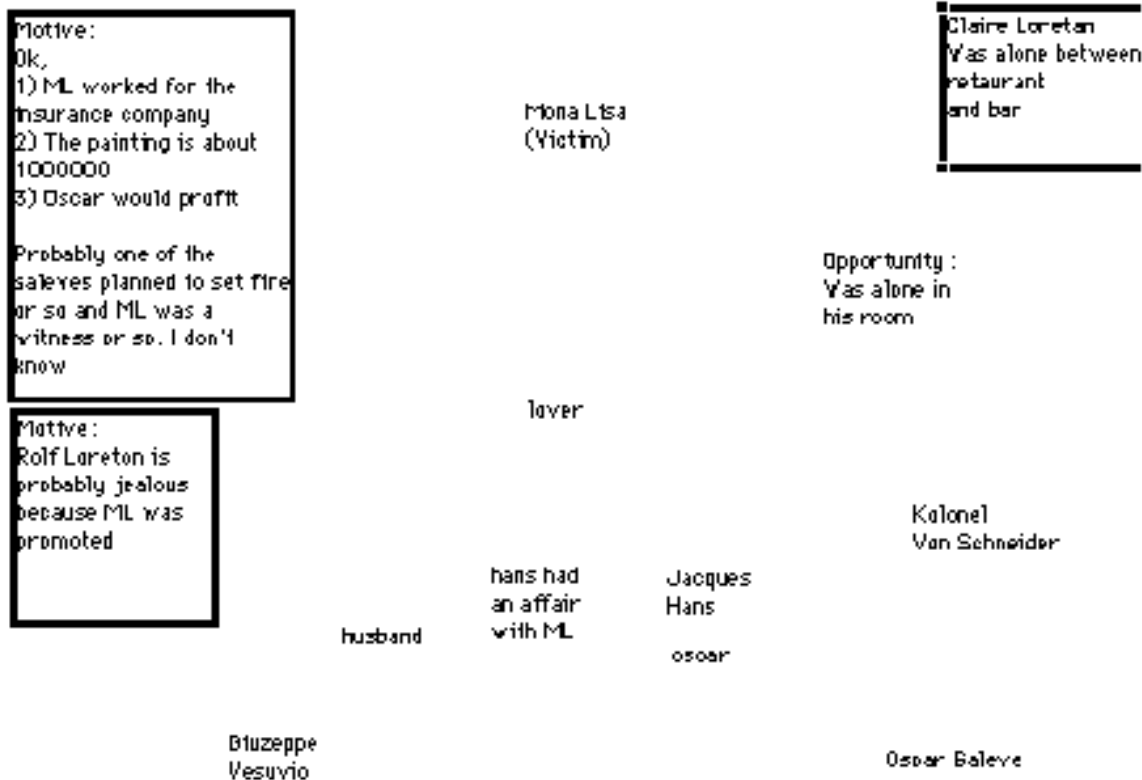 Motive:
Ok,
1) ML worked for the
insurance company
2) The painting is about
1000000
3) Oscar would profit
Probably one of the
saleves planned to set fire
or so and ML was a
witness or so. I don't
know
Motive:
Rolf Loreton is
probably jealous
because ML was
promoted
Mona Lisa
(Victim)
Claire Loretan
Was alone between
retaurant
and bar
Opportunity :
Was alone in
his room
lover
Kolonel
Von Schneider
hans had
an affair
with ML
Jacques
Hans
oscar
husband
Giuzeppe
Vesuvio
Oscar Saleve